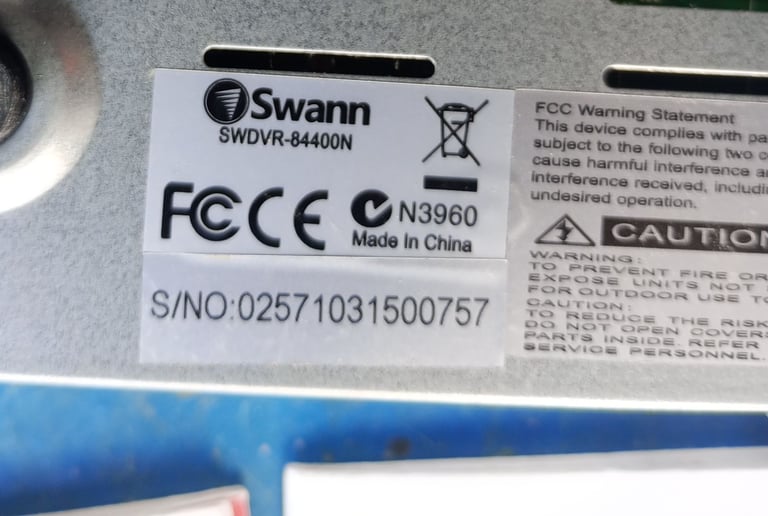 Swann
SWDVR-84400N
FC CE N3960
Made In China
S/NO:02571031500757
FCC Warning Statement
This device complies with pa
subject to the following two c
cause harmful interference a
interference received, includi
undesired operation.
CAUTION
WARNING:
TO PREVENT FIRE OR
EXPOSE UNITS NOT
FOR OUTDOOR USE TO
CAUTION:
TO REDUCE THE RISK
DO NOT OPEN COVERS
PARTS INSIDE. REFER
SERVICE PERSONNEL.